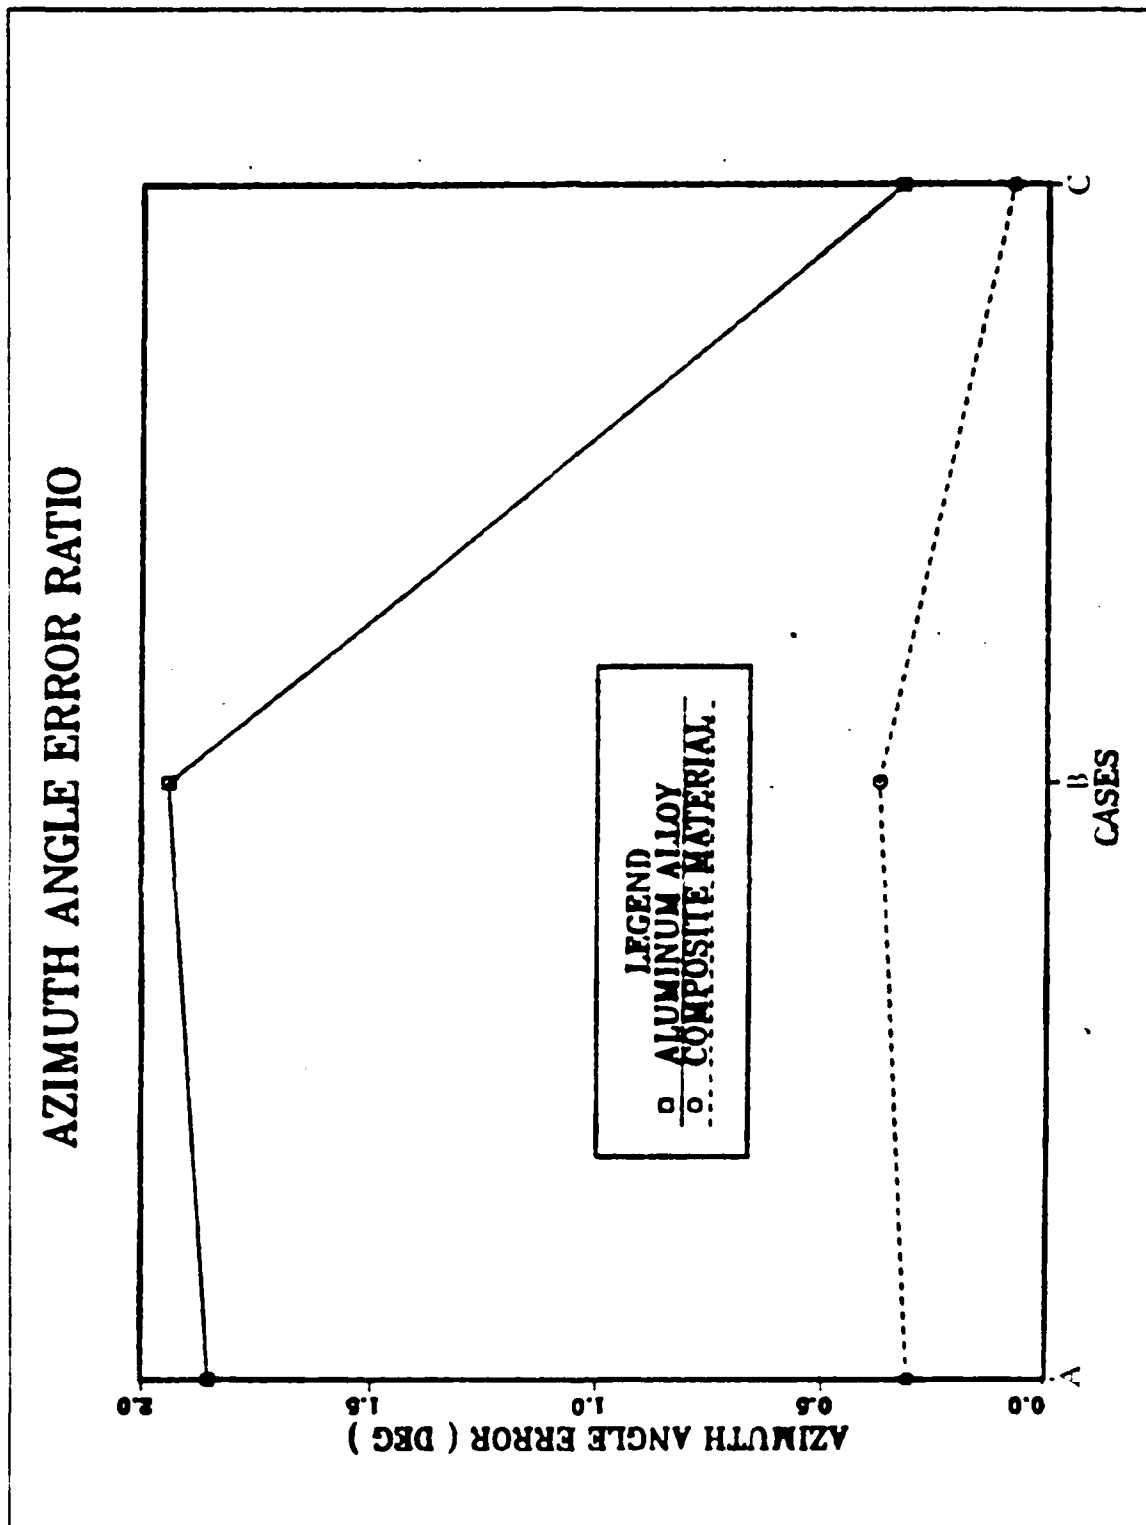 AZIMUTH ANGLE ERROR RATIO
AZIMUTH ANGLE ERROR ( DEG )
2.0
1.5
1.0
0.5
0.0
LEGEND
ALUMINUM ALLOY
COMPOSITE MATERIAL
A
B
C
CASES